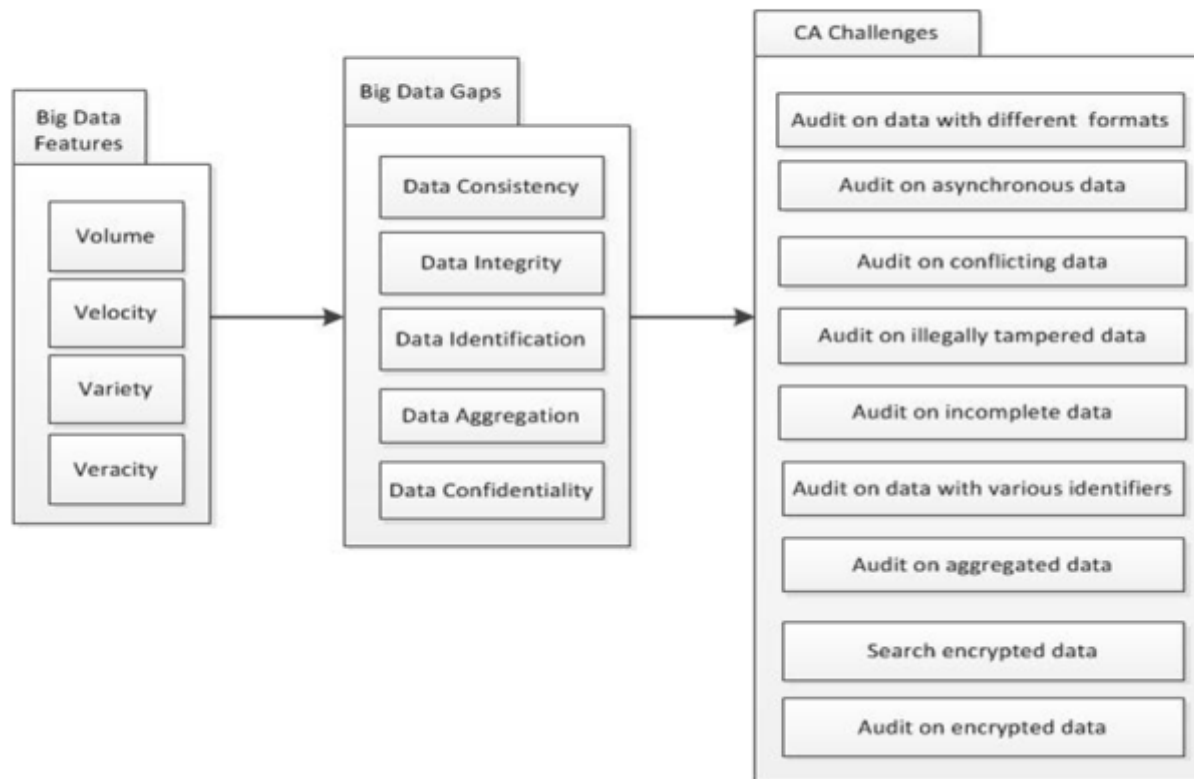 Big Data
Features
Volume
Velocity
Variety
Veracity
Big Data Gaps
Data Consistency
Data Integrity
Data Identification
Data Aggregation
Data Confidentiality
CA Challenges
Audit on data with different formats
Audit on asynchronous data
Audit on conflicting data
Audit on illegally tampered data
Audit on incomplete data
Audit on data with various identifiers
Audit on aggregated data
Search encrypted data
Audit on encrypted data